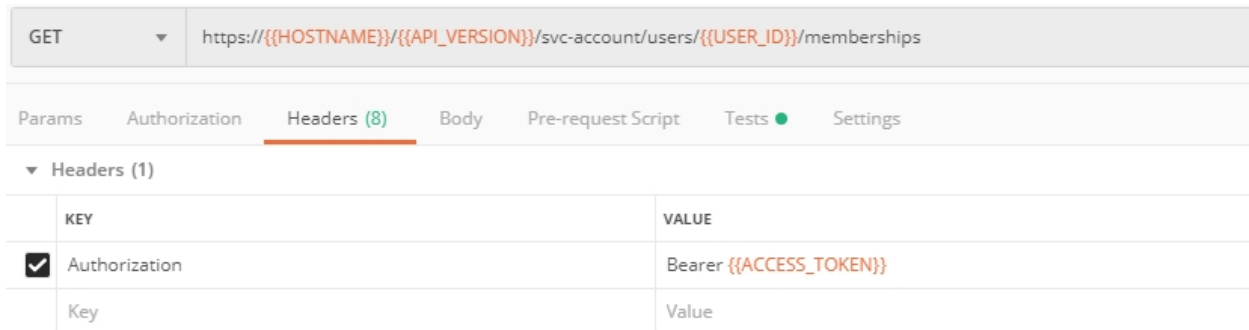 GET https://{{HOSTNAME}}/{{API_VERSION}}/svc-account/users/{{USER_ID}}/memberships
Params Authorization Headers (8) Body Pre-request Script Tests Settings
Headers (1)
KEY VALUE
Authorization Bearer {{ACCESS_TOKEN}}
Key Value